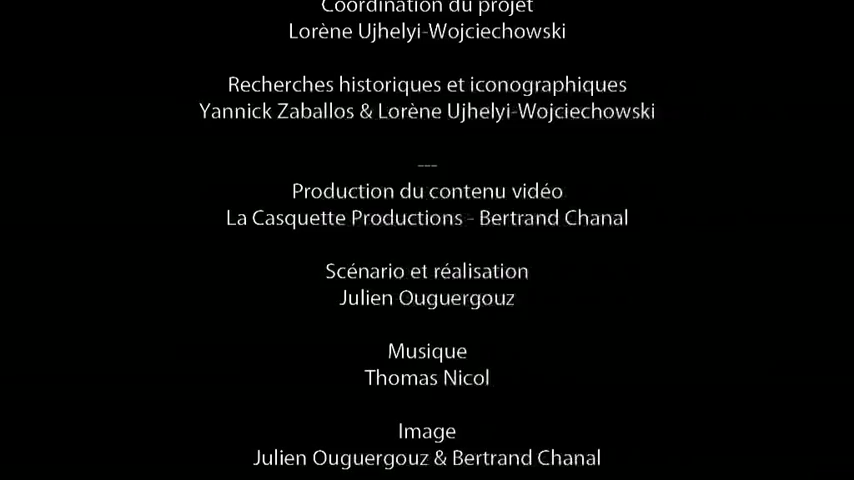 Coordination du projet
Lorène Ujhelyi-Wojciechowski
Recherches historiques et iconographiques
Yannick Zaballos & Lorène Ujhelyi-Wojciechowski
---
Production du contenu vidéo
La Casquette Productions - Bertrand Chanal
Scénario et réalisation
Julien Ouguergouz
Musique
Thomas Nicol
Image
Julien Ouguergouz & Bertrand Chanal